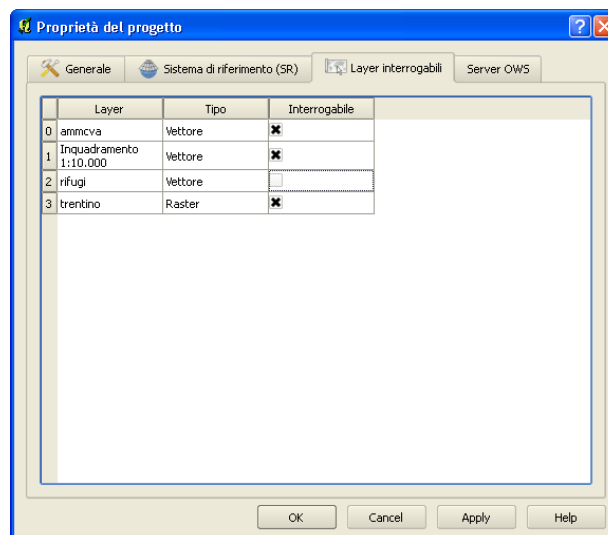 Proprietà del progetto
Generale
Sistema di riferimento (SR)
Layer interrogabili
Server OWS
Layer Tipo Interrogabile
0 ammcva Vettore
1 Inquadramento
1:10.000 Vettore
2 rifugi Vettore
3 trentino Raster
OK Cancel Apply Help